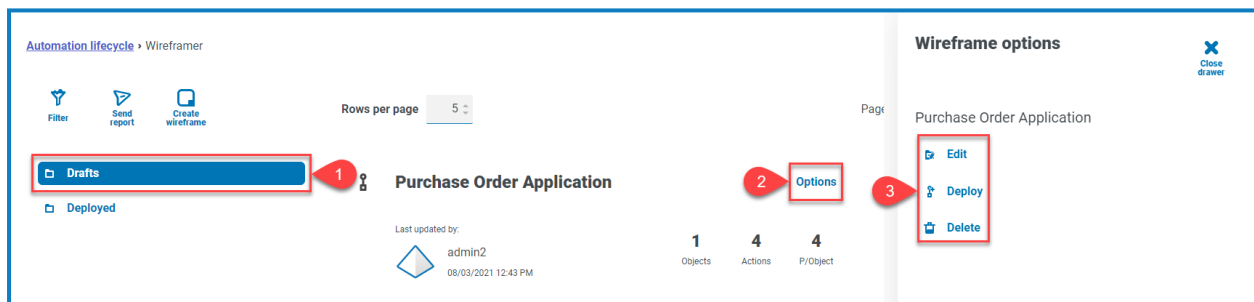 Automation lifecycle › Wireframer
Filter
Send
report
Create
wireframe
Rows per page 5
Page
Drafts
1
Deployed
Purchase Order Application
2
Options
Last updated by:
admin2
08/03/2021 12:43 PM
1
Objects
4
Actions
4
P/Object
Wireframe options
Close
drawer
Purchase Order Application
3
Edit
Deploy
Delete